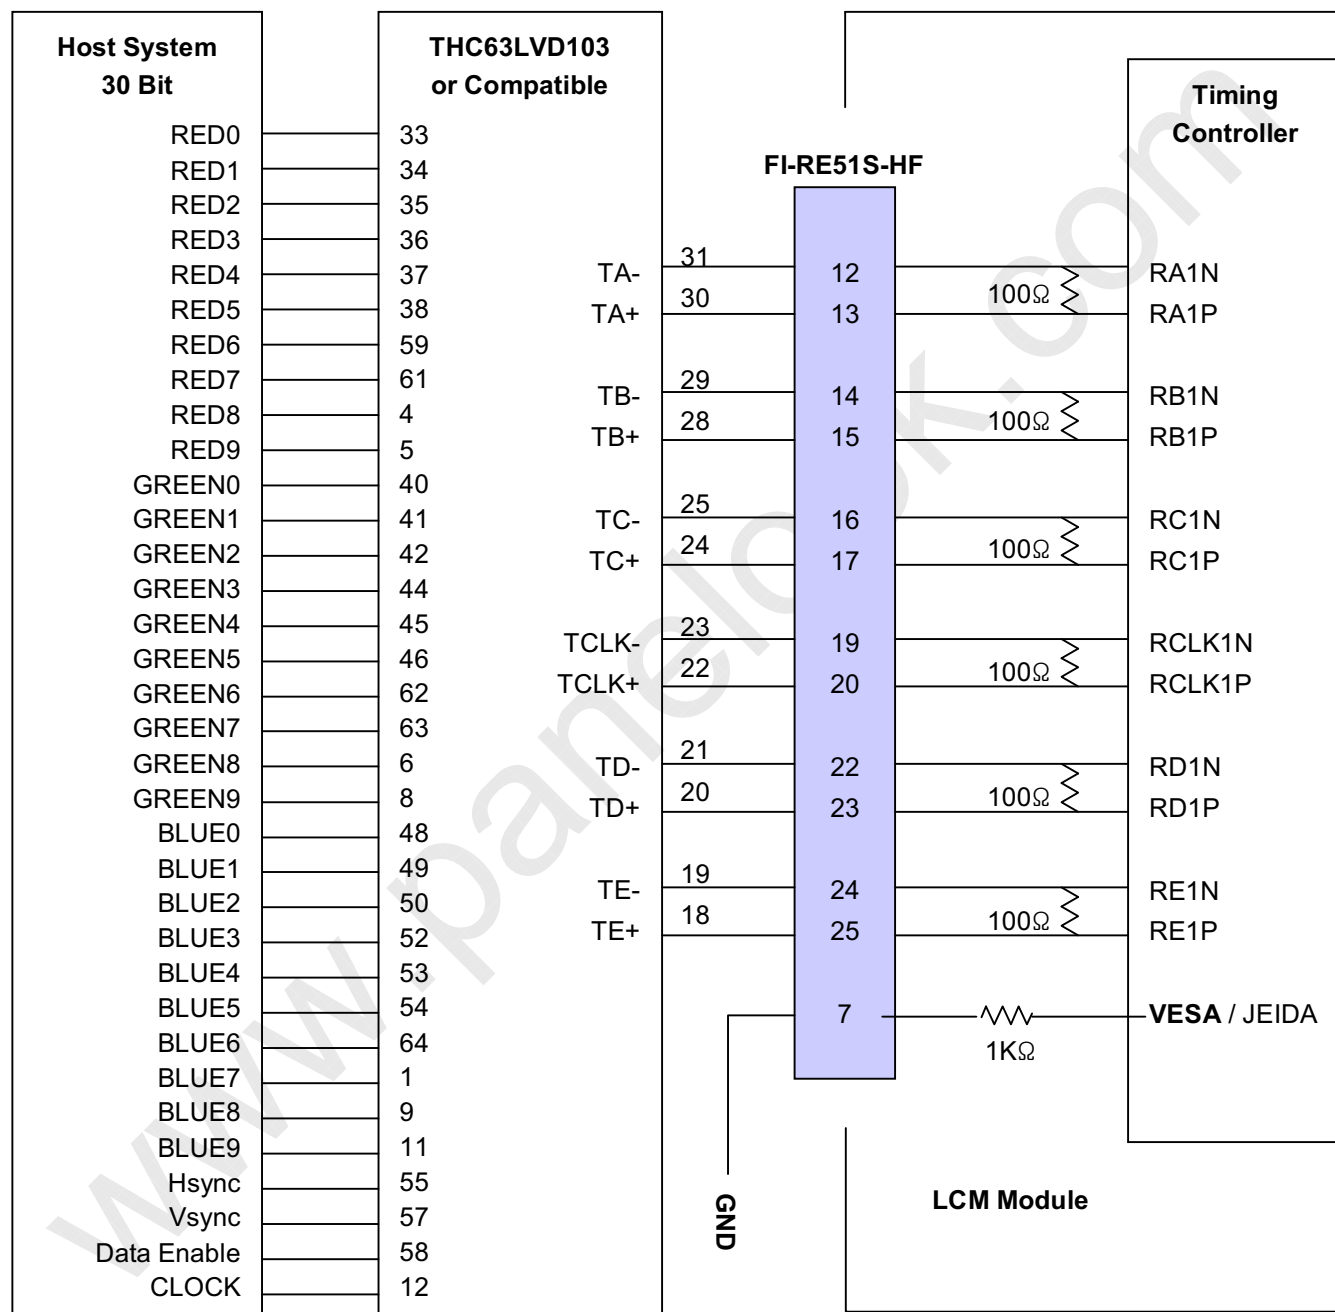 Host System
30 Bit
RED0 33
RED1 34
RED2 35
RED3 36
RED4 37
RED5 38
RED6 59
RED7 61
RED8 4
RED9 5
GREEN0 40
GREEN1 41
GREEN2 42
GREEN3 44
GREEN4 45
GREEN5 46
GREEN6 62
GREEN7 63
GREEN8 6
GREEN9 8
BLUE0 48
BLUE1 49
BLUE2 50
BLUE3 52
BLUE4 53
BLUE5 54
BLUE6 64
BLUE7 1
BLUE8 9
BLUE9 11
Hsync 55
Vsync 57
Data Enable 58
CLOCK 12
THC63LVD103
or Compatible
FI-RE51S-HF
Timing
Controller
TA- 31 12 RA1N
100Ω
TA+ 30 13 RA1P
TB- 29 14 RB1N
100Ω
TB+ 28 15 RB1P
TC- 25 16 RC1N
100Ω
TC+ 24 17 RC1P
TCLK- 23 19 RCLK1N
100Ω
TCLK+ 22 20 RCLK1P
TD- 21 22 RD1N
100Ω
TD+ 20 23 RD1P
TE- 19 24 RE1N
100Ω
TE+ 18 25 RE1P
7 VESA / JEIDA
1KΩ
GND
LCM Module
www.panelook.com